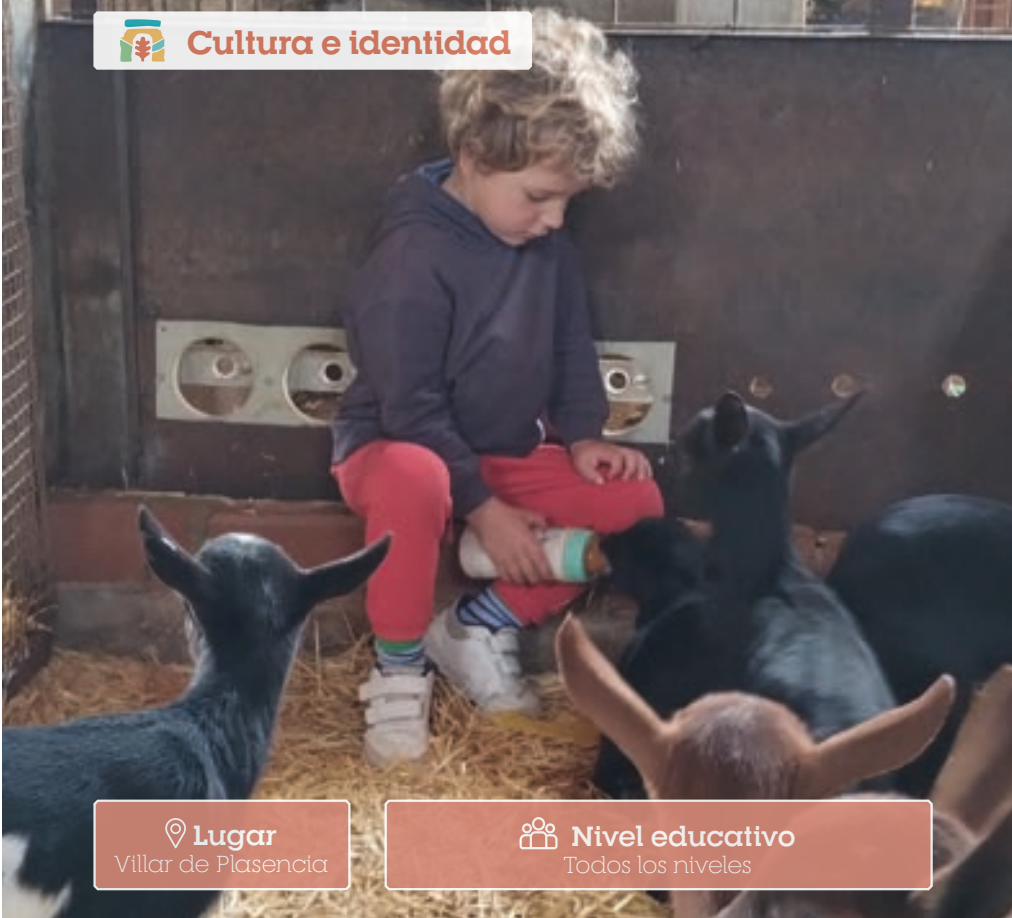 Cultura e identidad
Lugar
Villar de Plasencia
Nivel educativo
Todos los niveles